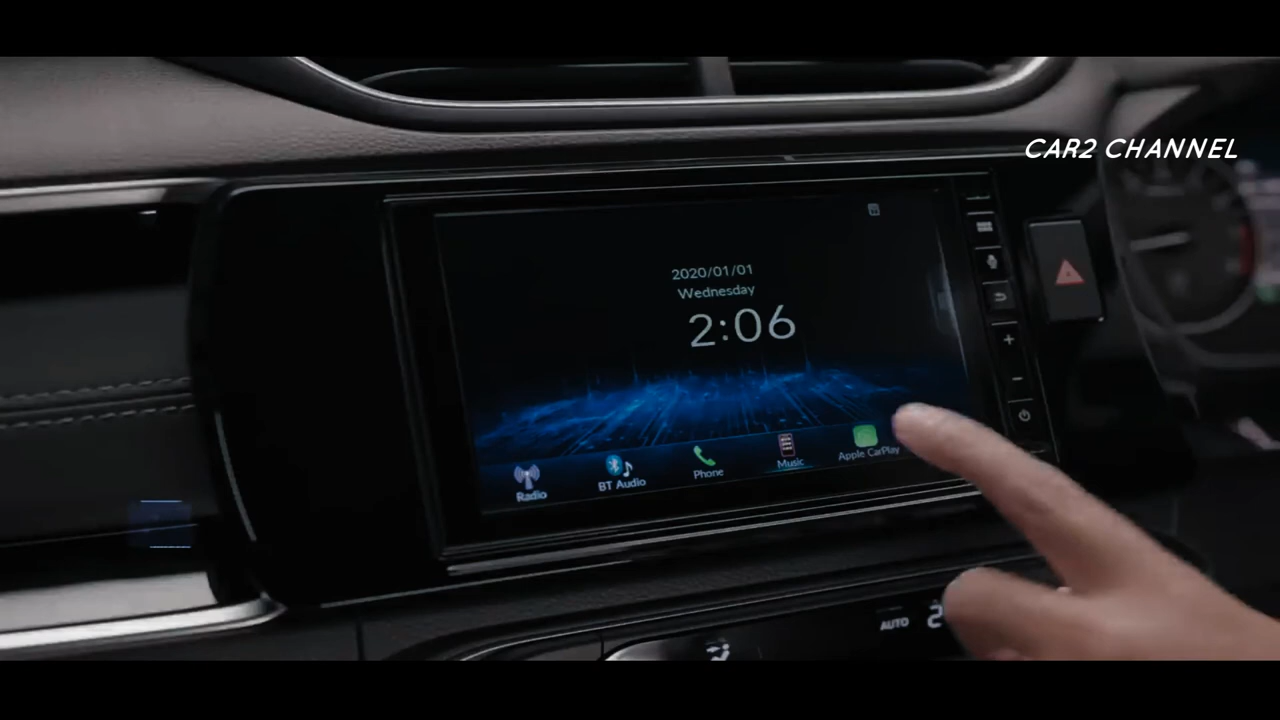 CAR2 CHANNEL
2020/01/01
Wednesday
2:06
Radio
BT Audio
Phone
Music
Apple CarPlay
AUTO